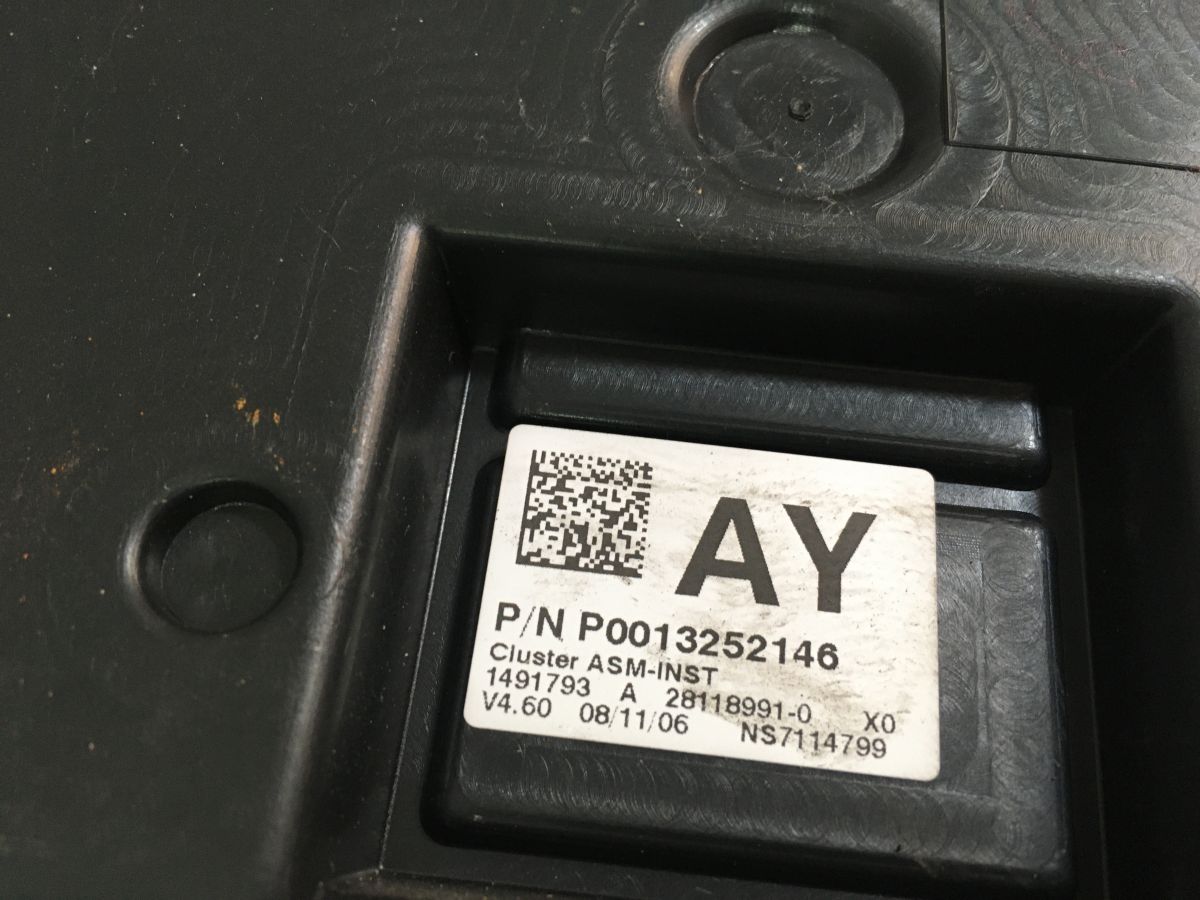 AY
P/N P0013252146
Cluster ASM-INST
1491793 A 28118991-0 X0
V4.60 08/11/06 NS7114799